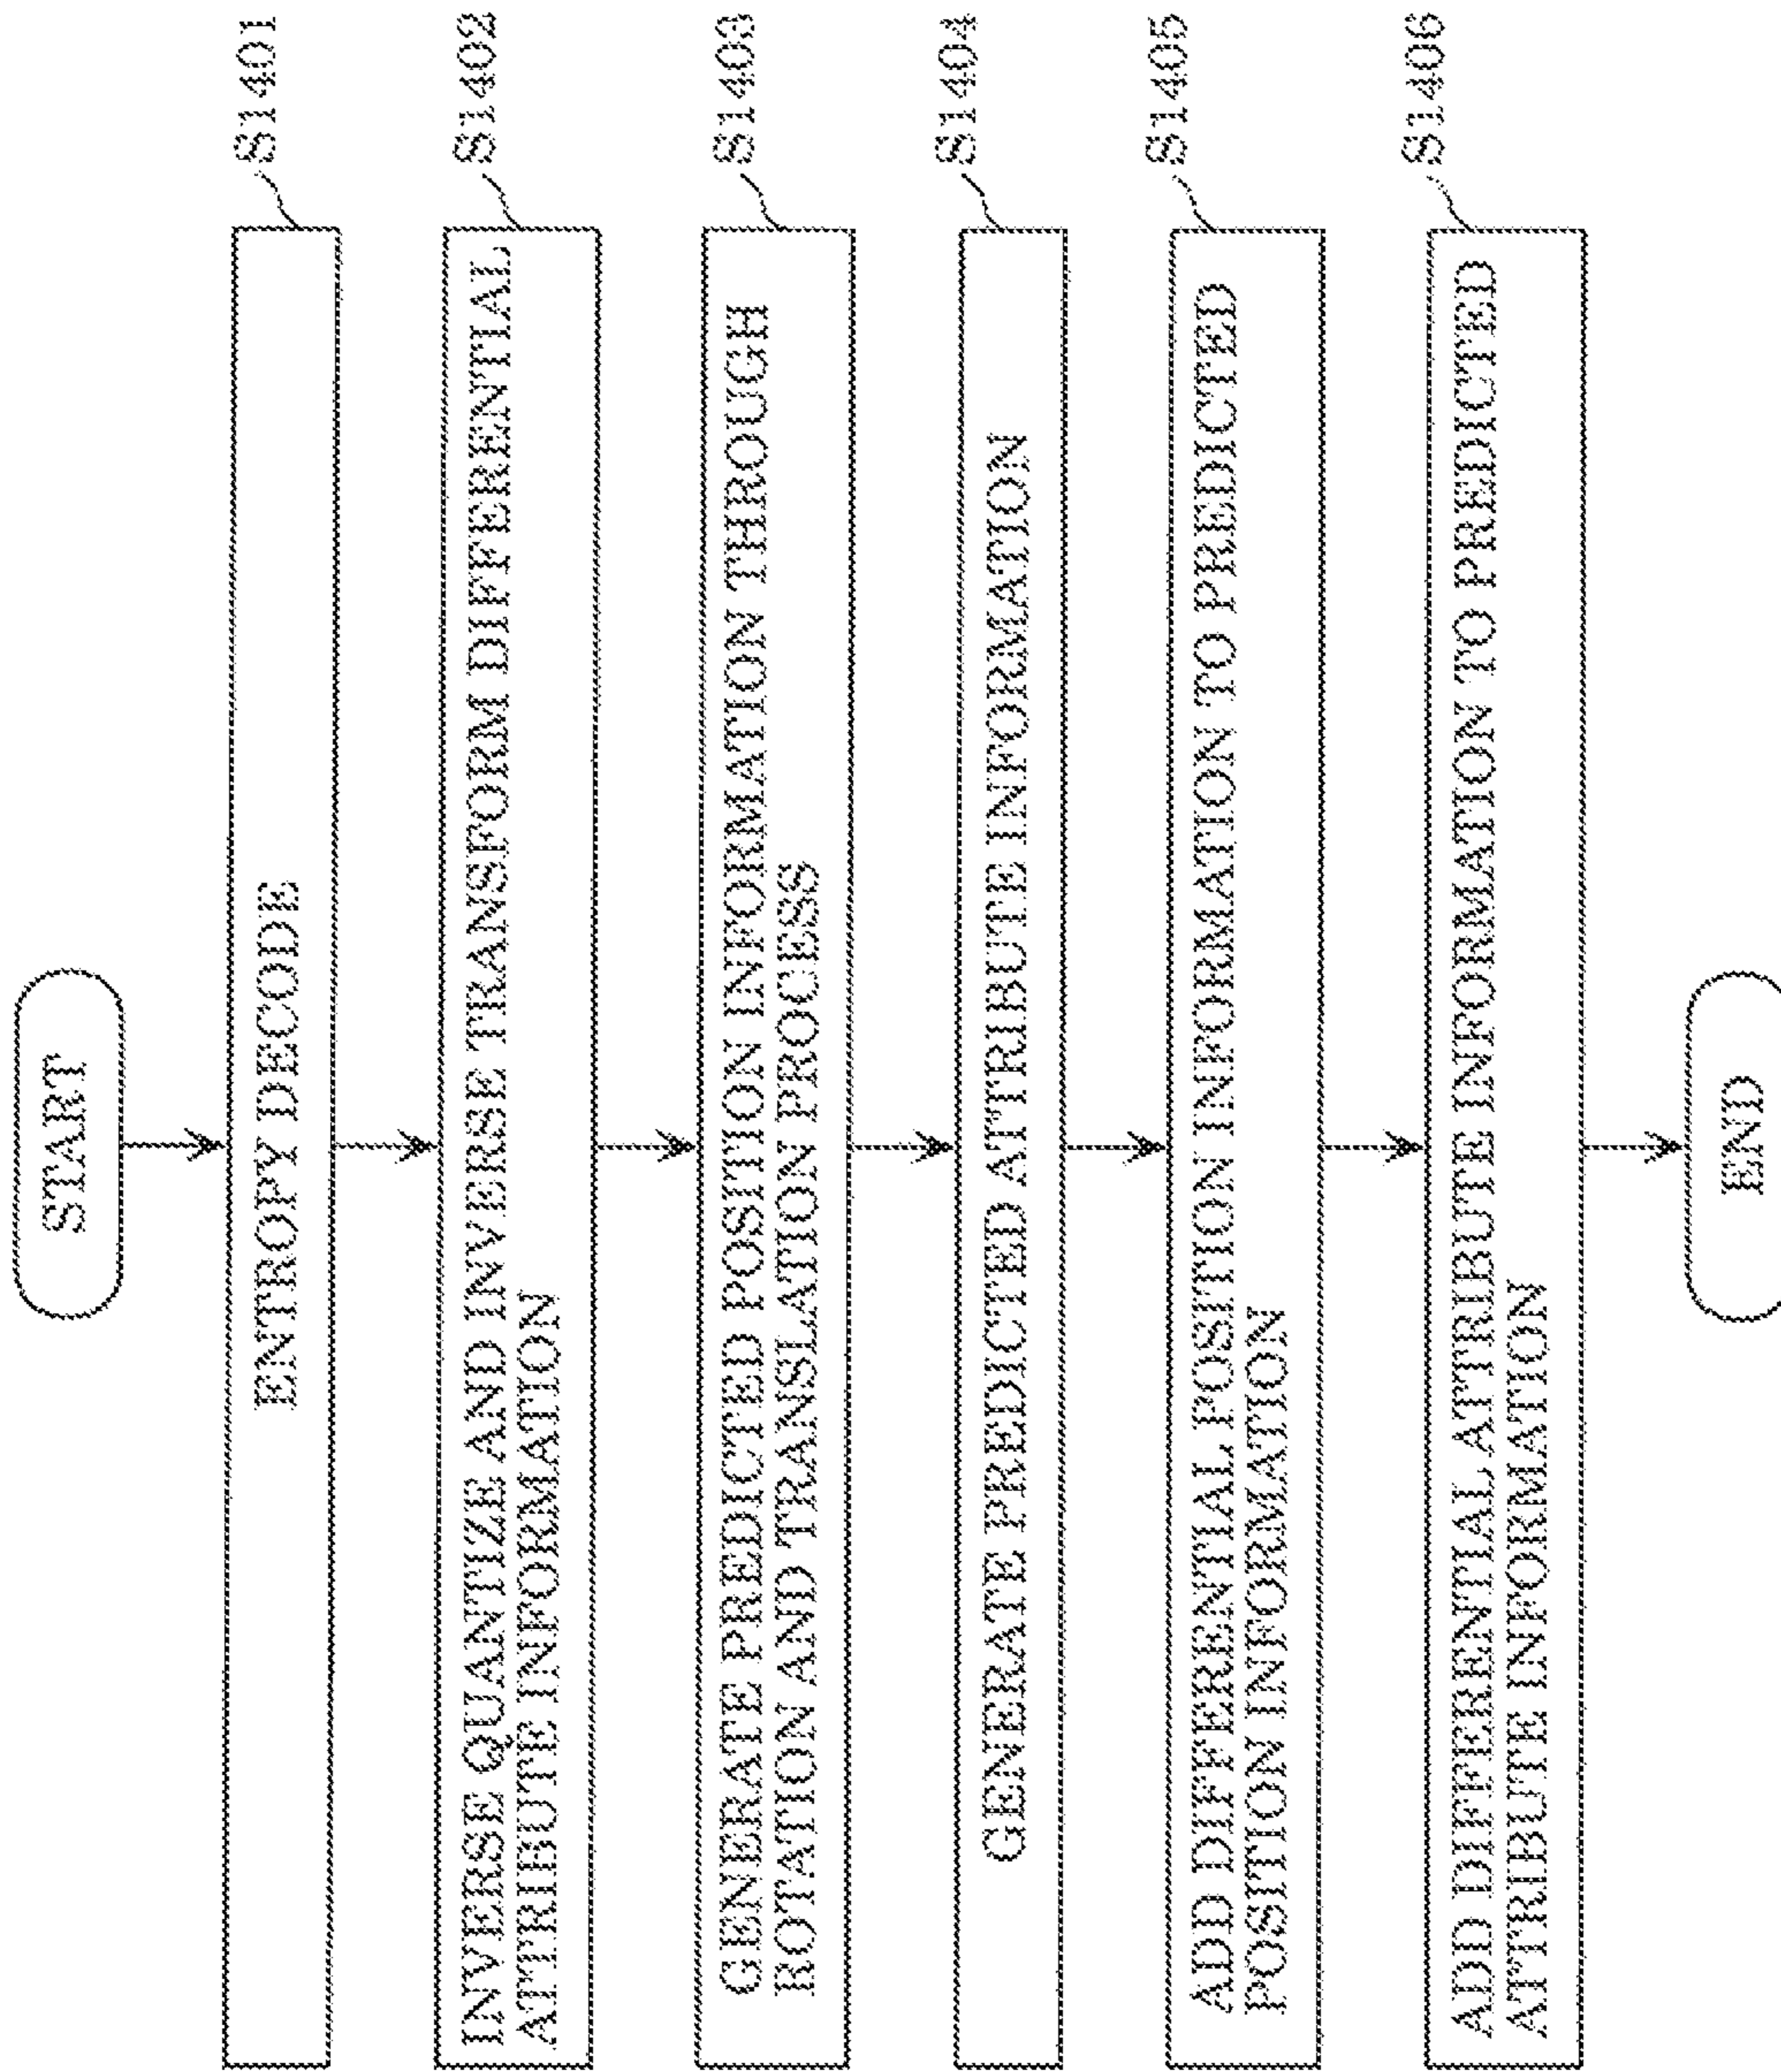 START
ENTROPY DECODE
S1401
INVERSE QUANTIZE AND INVERSE TRANSFORM DIFFERENTIAL
ATTRIBUTE INFORMATION
S1402
GENERATE PREDICTED POSITION INFORMATION THROUGH
ROTATION AND TRANSLATION PROCESS
S1403
GENERATE PREDICTED ATTRIBUTE INFORMATION
S1404
ADD DIFFERENTIAL POSITION INFORMATION TO PREDICTED
POSITION INFORMATION
S1405
ADD DIFFERENTIAL ATTRIBUTE INFORMATION TO PREDICTED
ATTRIBUTE INFORMATION
S1406
END